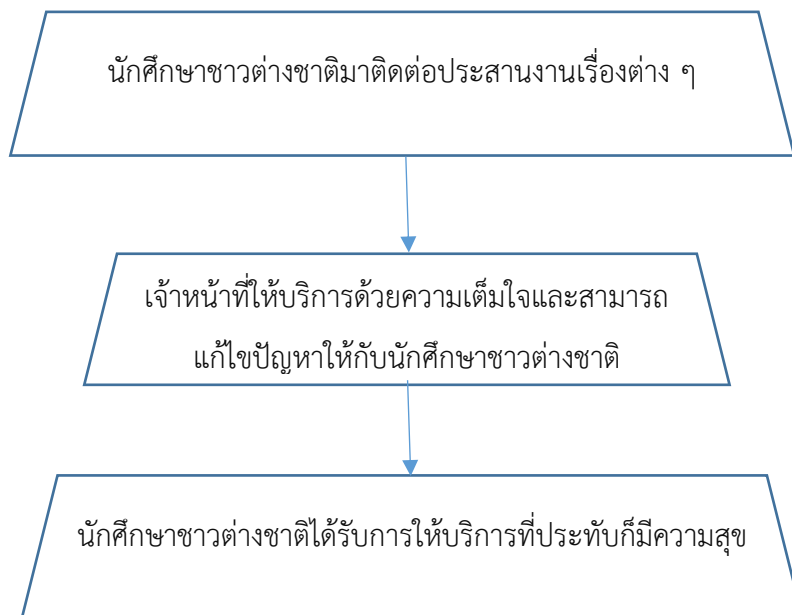 นักศึกษาชาวต่างชาติมาติดต่อประสานงานเรื่องต่าง ๆ
เจ้าหน้าที่ให้บริการด้วยความเต็มใจและสามารถ
แก้ไขปัญหาให้กับนักศึกษาชาวต่างชาติ
นักศึกษาชาวต่างชาติได้รับการให้บริการที่ประทับก็มีความสุข